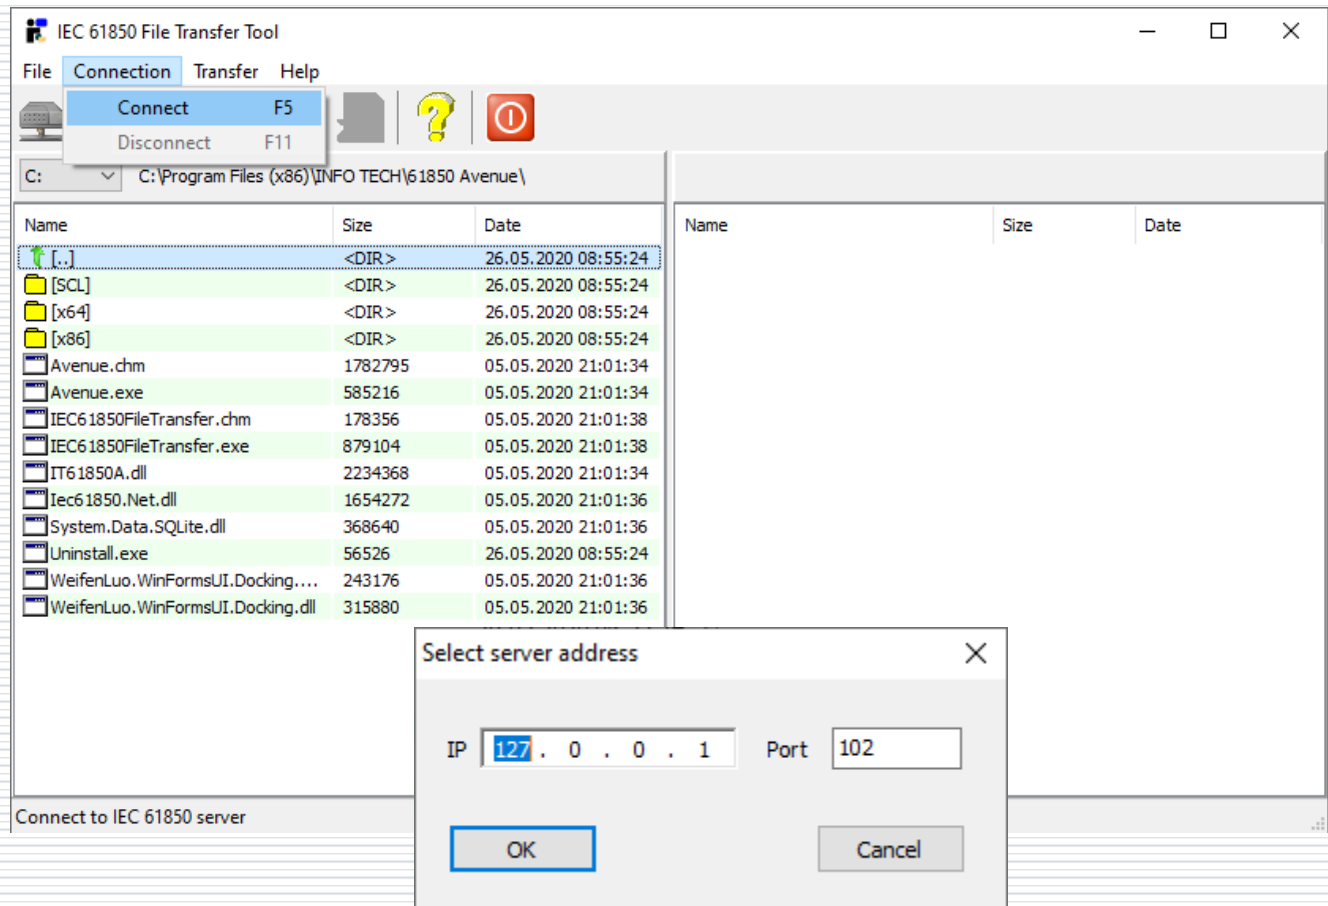 IEC 61850 File Transfer Tool
File Connection Transfer Help
Connect F5
Disconnect F11
C: C:\Program Files (x86)\INFO TECH\61850 Avenue\
Name Size Date Name Size Date
[..] <DIR> 26.05.2020 08:55:24
[SCL] <DIR> 26.05.2020 08:55:24
[x64] <DIR> 26.05.2020 08:55:24
[x86] <DIR> 26.05.2020 08:55:24
Avenue.chm 1782795 05.05.2020 21:01:34
Avenue.exe 585216 05.05.2020 21:01:34
IEC61850FileTransfer.chm 178356 05.05.2020 21:01:38
IEC61850FileTransfer.exe 879104 05.05.2020 21:01:38
IT61850A.dll 2234368 05.05.2020 21:01:34
Iec61850.Net.dll 1654272 05.05.2020 21:01:36
System.Data.SQLite.dll 368640 05.05.2020 21:01:36
Uninstall.exe 56526 26.05.2020 08:55:24
WeifenLuo.WinFormsUI.Docking.... 243176 05.05.2020 21:01:36
WeifenLuo.WinFormsUI.Docking.dll 315880 05.05.2020 21:01:36
Select server address
IP 127 . 0 . 0 . 1 Port 102
Connect to IEC 61850 server
OK Cancel